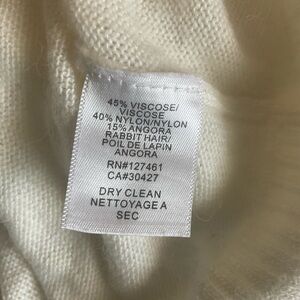 45% VISCOSE/
VISCOSE
40% NYLON/NYLON
15% ANGORA
RABBIT HAIR/
POIL DE LAPIN
ANGORA
RN#127461
CA#30427
DRY CLEAN
NETTOYAGE A
SEC